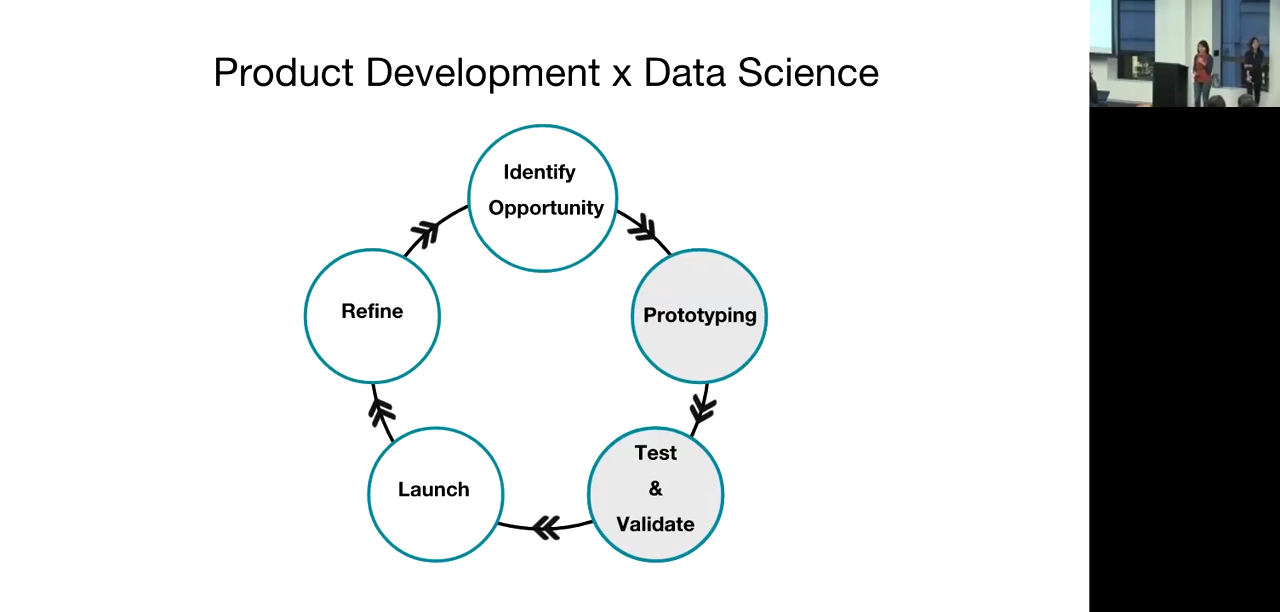 Product Development x Data Science
Identify
Opportunity
Prototyping
Test
&
Validate
Launch
Refine